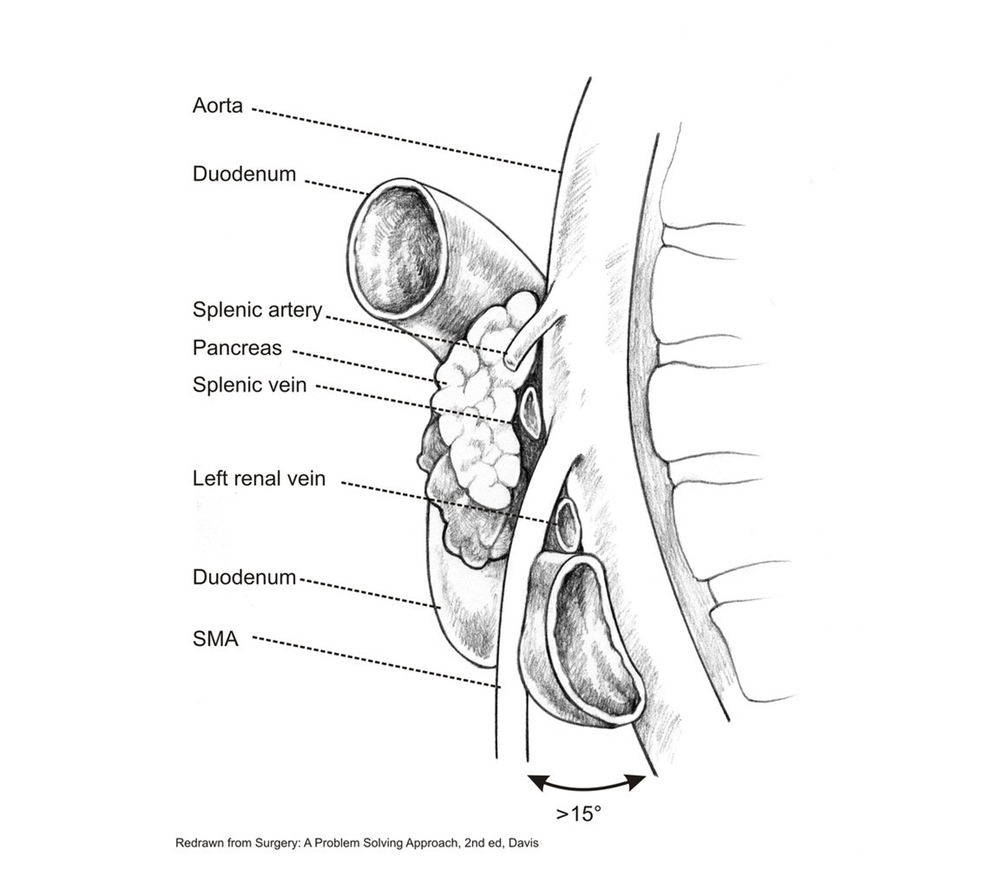 Aorta
Duodenum
Splenic artery
Pancreas
Splenic vein
Left renal vein
Duodenum
SMA
>15°
Redrawn from Surgery: A Problem Solving Approach, 2nd ed, Davis